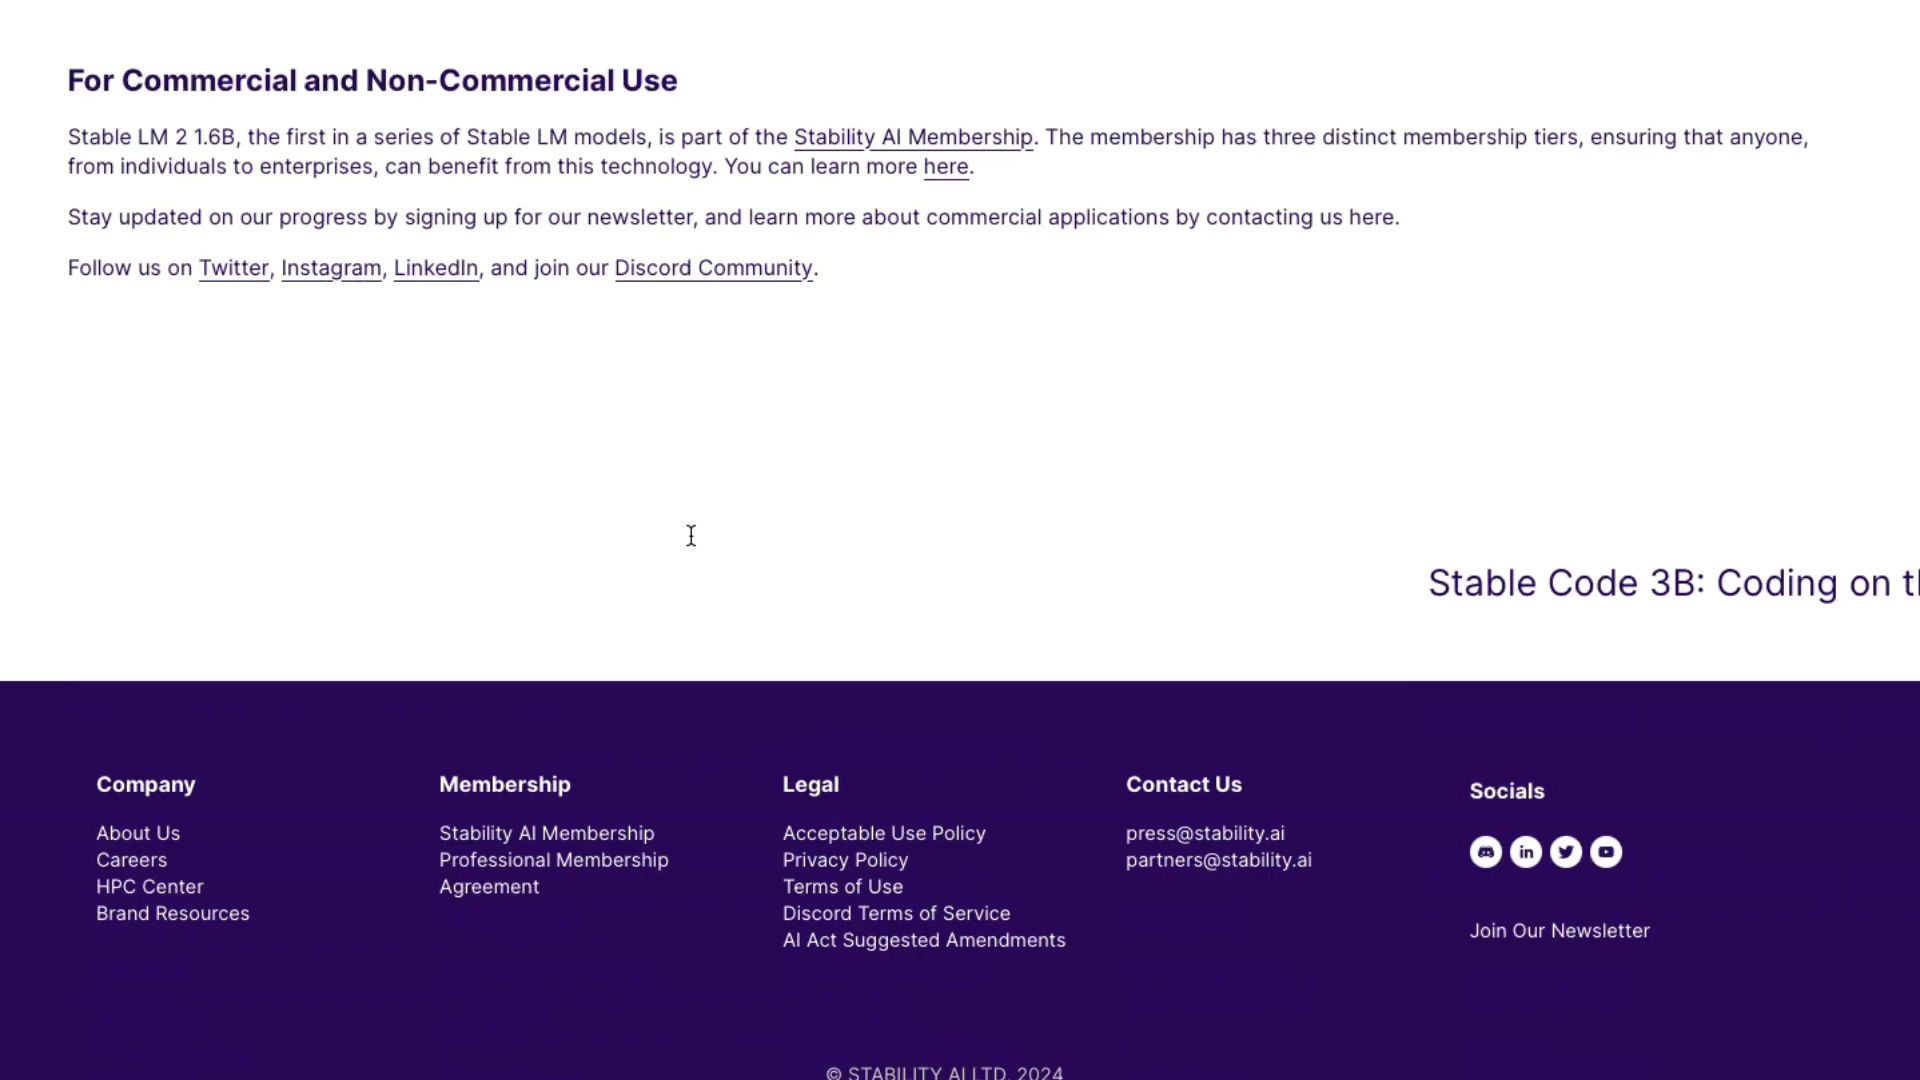 For Commercial and Non-Commercial Use
Stable LM 2 1.6B, the first in a series of Stable LM models, is part of the Stability AI Membership. The membership has three distinct membership tiers, ensuring that anyone,
from individuals to enterprises, can benefit from this technology. You can learn more here.
Stay updated on our progress by signing up for our newsletter, and learn more about commercial applications by contacting us here.
Follow us on Twitter, Instagram, LinkedIn, and join our Discord Community.
Stable Code 3B: Coding on
Company
About Us
Careers
HPC Center
Brand Resources
Membership
Stability AI Membership
Professional Membership
Agreement
Legal
Acceptable Use Policy
Privacy Policy
Terms of Use
Discord Terms of Service
AI Act Suggested Amendments
Contact Us
press@stability.ai
partners@stability.ai
Socials
in
Join Our Newsletter
© STABILITY AI LTD, 2024